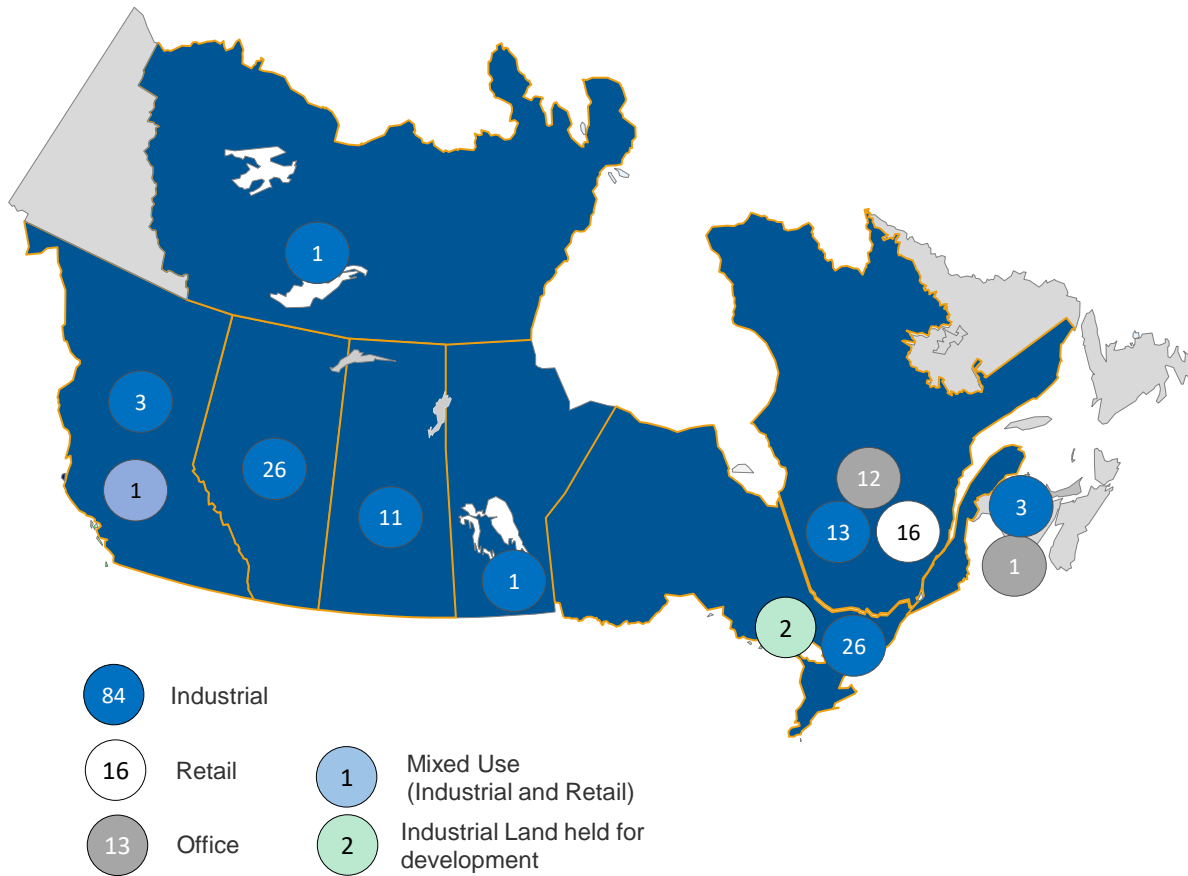 1
3
1
26
11
1
12
13
16
3
1
2
26
84 Industrial
16 Retail
13 Office
1 Mixed Use
(Industrial and Retail)
2 Industrial Land held for
development